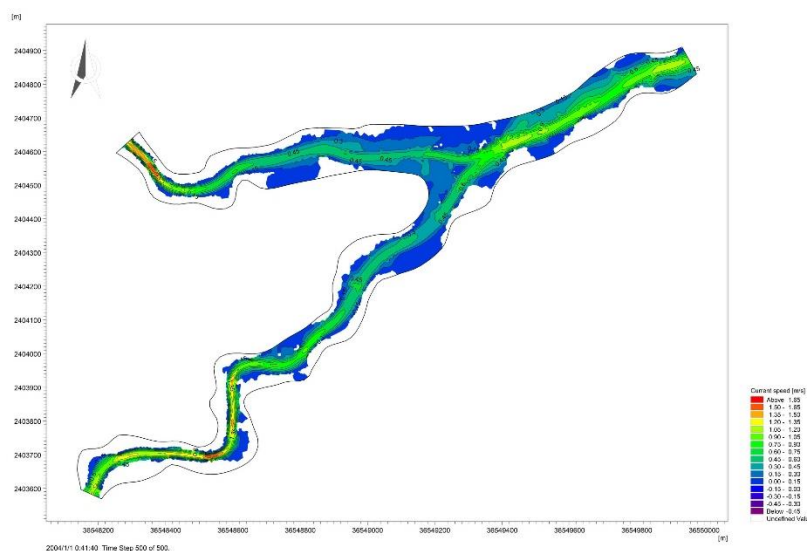 [m]
2404900
2404800
2404700
2404600
2404500
2404400
2404300
2404200
2404100
2404000
2403900
2403800
2403700
2403600
36548200 36548400 36548600 36548800 36549000 36549200 36549400 36549600 36549800 36550000
[m]
Current speed [m/s]
Above 1.65
1.50 - 1.65
1.35 - 1.50
1.20 - 1.35
1.05 - 1.20
0.90 - 1.05
0.75 - 0.90
0.60 - 0.75
0.45 - 0.60
0.30 - 0.45
0.15 - 0.30
0.00 - 0.15
-0.15 - 0.00
-0.30 - -0.15
-0.45 - -0.30
Below -0.45
Undefined Val
2004/1/1 0:41:40 Time Step 500 of 500.